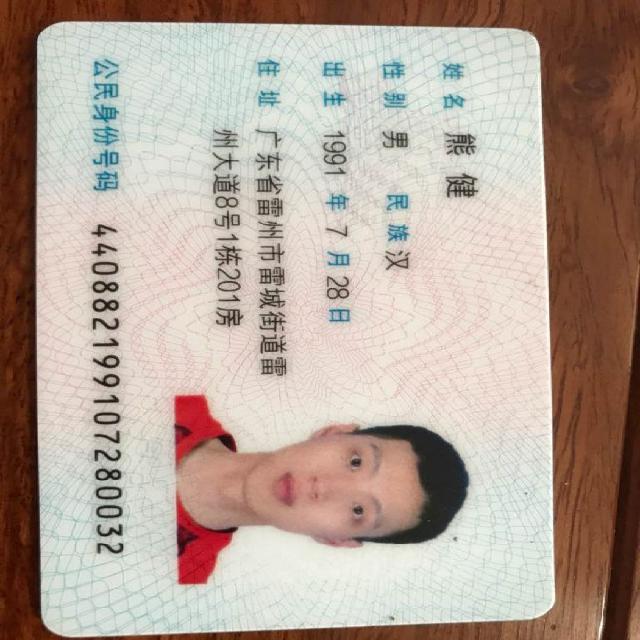 姓名 熊健
性别 男 民族 汉
出生 1991 年 7 月 28 日
住址 广东省雷州市雷城街道雷
州大道8号1栋201房
公民身份号码 440882199107280032